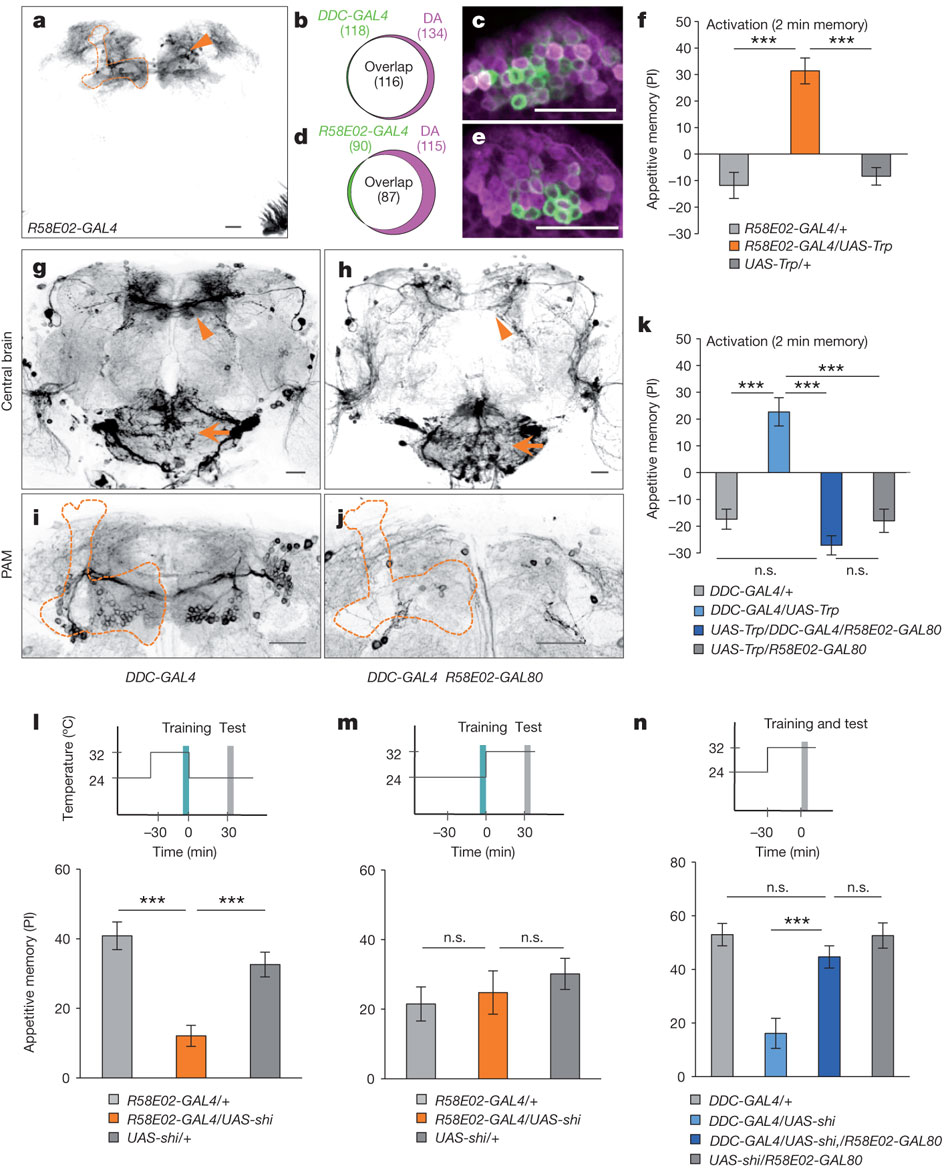 a
R58E02-GAL4
b
DDC-GAL4
(118)
DA
(134)
Overlap
(116)
c
d
R58E02-GAL4
(90)
DA
(115)
Overlap
(87)
e
f
Activation (2 min memory)
Appetitive memory (PI)
50
40
30
20
10
0
−10
−20
−30
***
***
R58E02-GAL4/+
R58E02-GAL4/UAS-Trp
UAS-Trp/+
Central brain
g
h
PAM
i
j
DDC-GAL4
DDC-GAL4 R58E02-GAL80
k
Activation (2 min memory)
Appetitive memory (PI)
50
40
30
20
10
0
−10
−20
−30
***
***
***
n.s.
n.s.
DDC-GAL4/+
DDC-GAL4/UAS-Trp
UAS-Trp/DDC-GAL4/R58E02-GAL80
UAS-Trp/R58E02-GAL80
l
Training Test
Temperature (ºC)
32
24
−30 0 30
Time (min)
Appetitive memory (PI)
60
40
20
0
***
***
R58E02-GAL4/+
R58E02-GAL4/UAS-shi
UAS-shi/+
m
Training Test
32
24
−30 0 30
Time (min)
60
40
20
0
n.s.
n.s.
R58E02-GAL4/+
R58E02-GAL4/UAS-shi
UAS-shi/+
n
Training and test
32
24
−30 0
Time (min)
80
60
40
20
0
n.s.
n.s.
***
DDC-GAL4/+
DDC-GAL4/UAS-shi
DDC-GAL4/UAS-shi,/R58E02-GAL80
UAS-shi/R58E02-GAL80